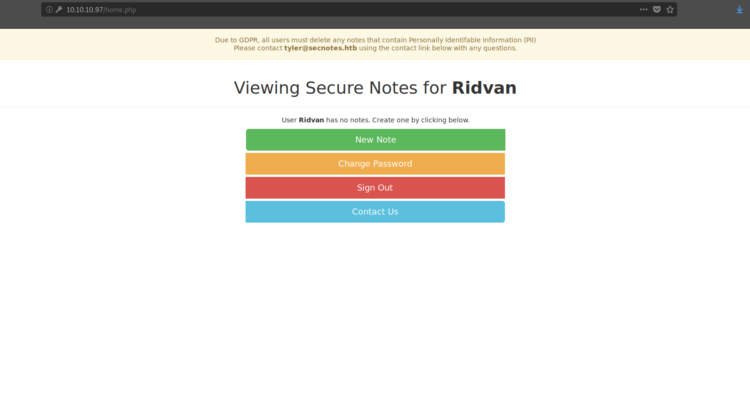 10.10.10.97/home.php
Due to GDPR, all users must delete any notes that contain Personally Identifable Information (PII)
Please contact tyler@secnotes.htb using the contact link below with any questions.
Viewing Secure Notes for Ridvan
User Ridvan has no notes. Create one by clicking below.
New Note
Change Password
Sign Out
Contact Us